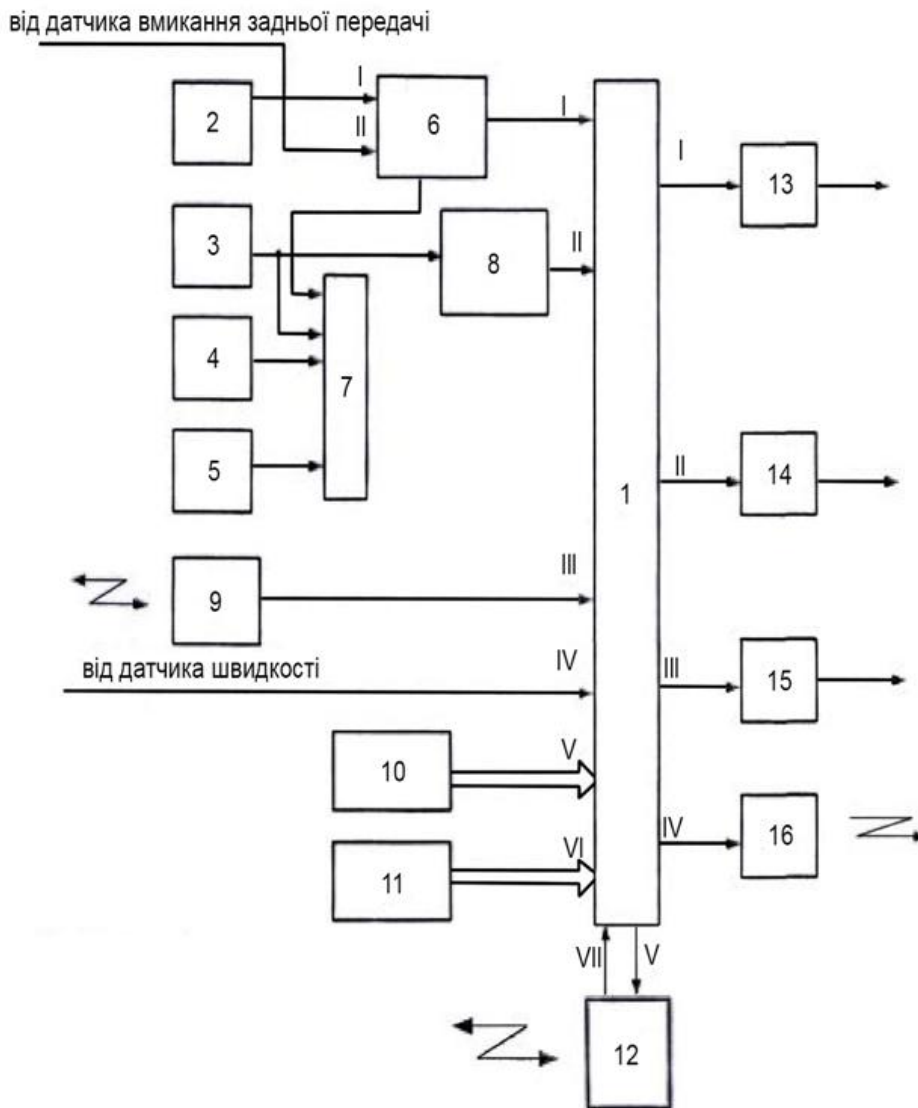 від датчика вмикання задньої передачі
I
2
II
6
I
I
13
3
8
II
4
7
5
II
14
1
9
III
від датчика швидкості
IV
III
15
10
V
11
VI
IV
16
VII
V
12